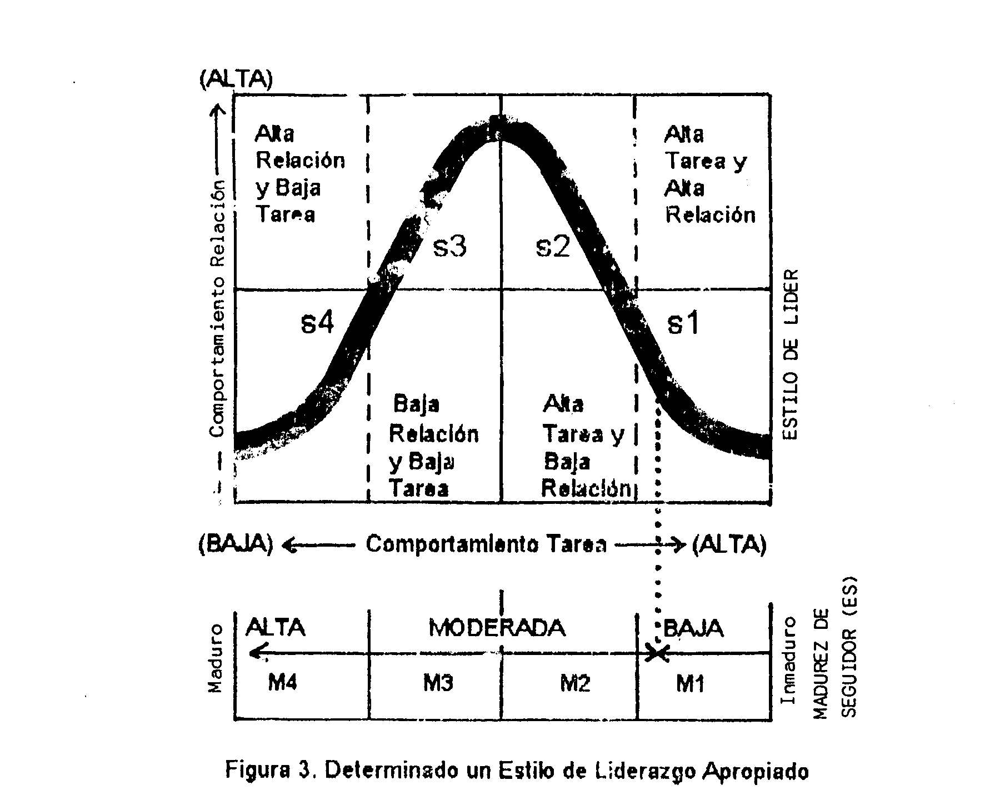 (ALTA)
Alta
Relación
y Baja
Tarea
Alta
Tarea y
Alta
Relación
Comportamiento Relación
s3
s2
s4
s1
ESTILO DE LIDER
Baja
Relación
y Baja
Tarea
Alta
Tarea y
Baja
Relación
(BAJA) Comportamiento Tarea (ALTA)
Maduro
ALTA MODERADA BAJA
M4 M3 M2 M1
Inmaduro
MADUREZ DE
SEGUIDOR (ES)
Figura 3. Determinado un Estilo de Liderazgo Apropiado